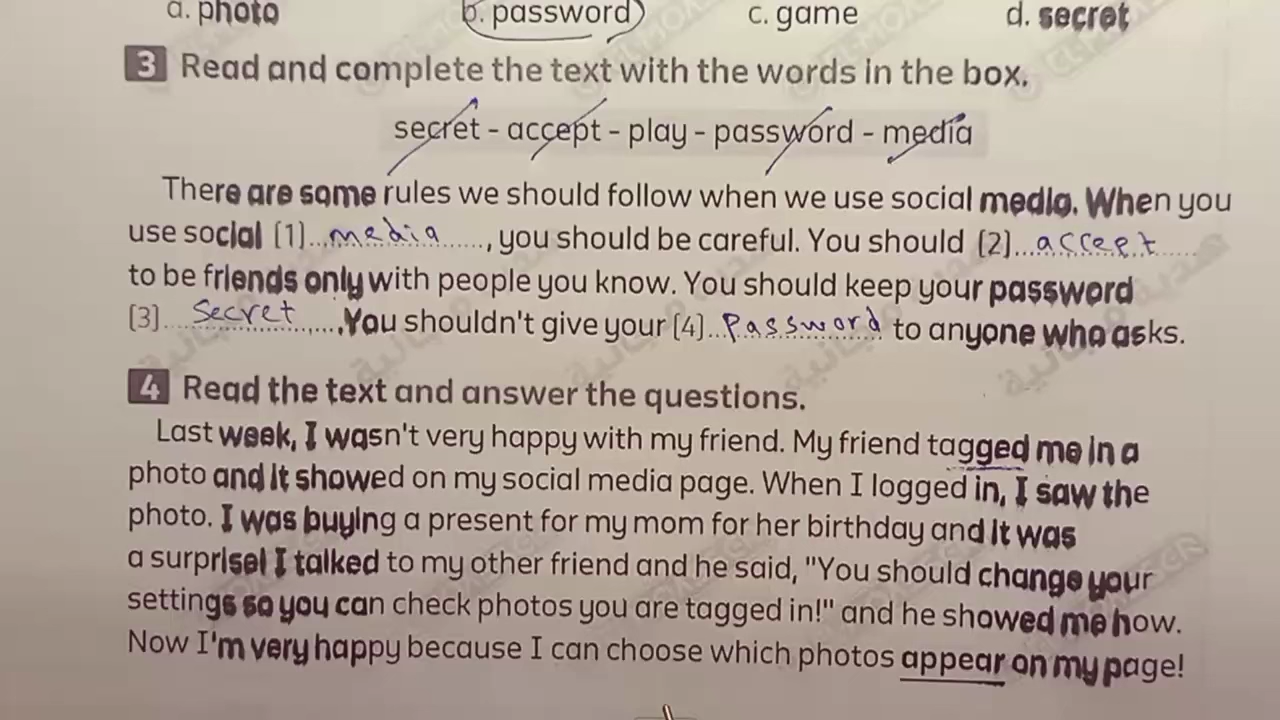 a. photo b. password c. game d. secret
3 Read and complete the text with the words in the box.
secret - accept - play - password - media
There are some rules we should follow when we use social media. When you
use social (1) media, you should be careful. You should (2) accept
to be friends only with people you know. You should keep your password
(3) Secret. You shouldn't give your (4) Password to anyone who asks.
4 Read the text and answer the questions.
Last week, I wasn't very happy with my friend. My friend tagged me in a
photo and it showed on my social media page. When I logged in, I saw the
photo. I was buying a present for my mom for her birthday and it was
a surprise! I talked to my other friend and he said, "You should change your
settings so you can check photos you are tagged in!" and he showed me how.
Now I'm very happy because I can choose which photos appear on my page!